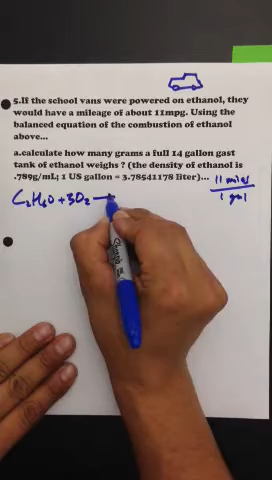 5.If the school vans were powered on ethanol, they
would have a mileage of about 11mpg. Using the
balanced equation of the combustion of ethanol
above...
a.calculate how many grams a full 14 gallon gast
tank of ethanol weighs ? (the density of ethanol is
.789g/mL; 1 US gallon = 3.78541178 liter)...
11 miles
1 gal
C₂H₆O + 3O₂ —
Sharpie